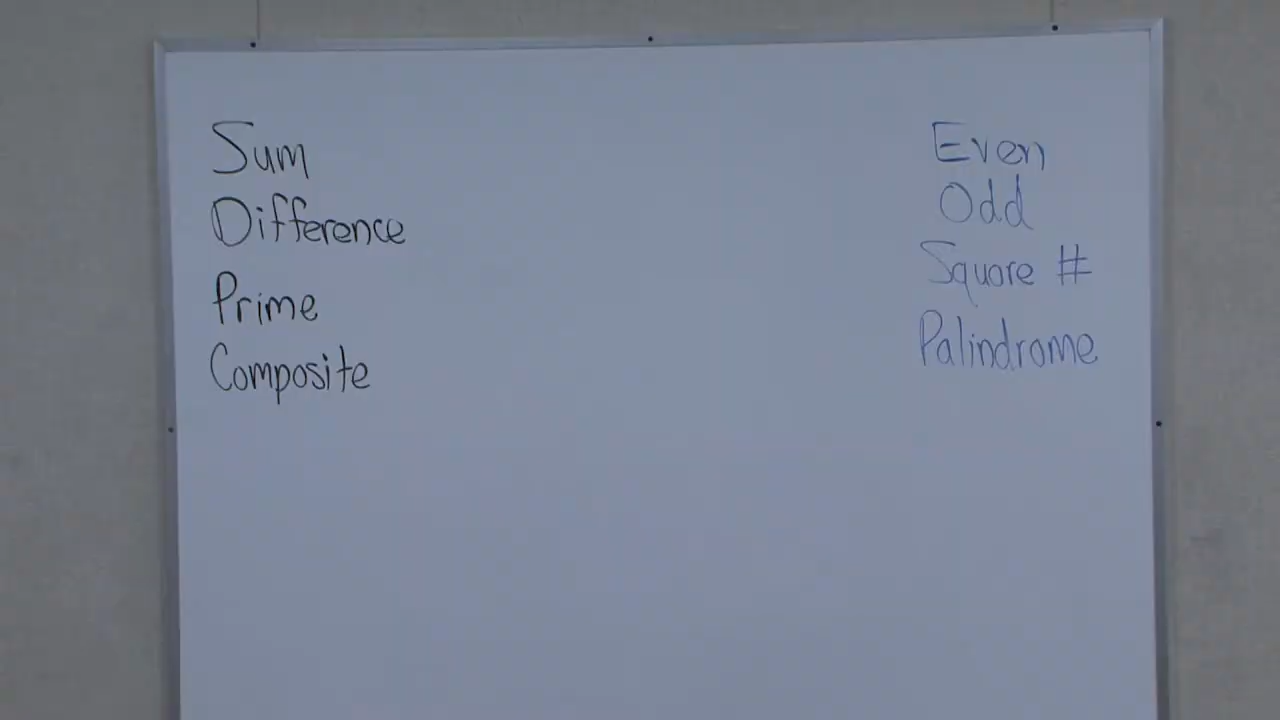 Sum
Difference
Prime
Composite
Even
Odd
Square #
Palindrome